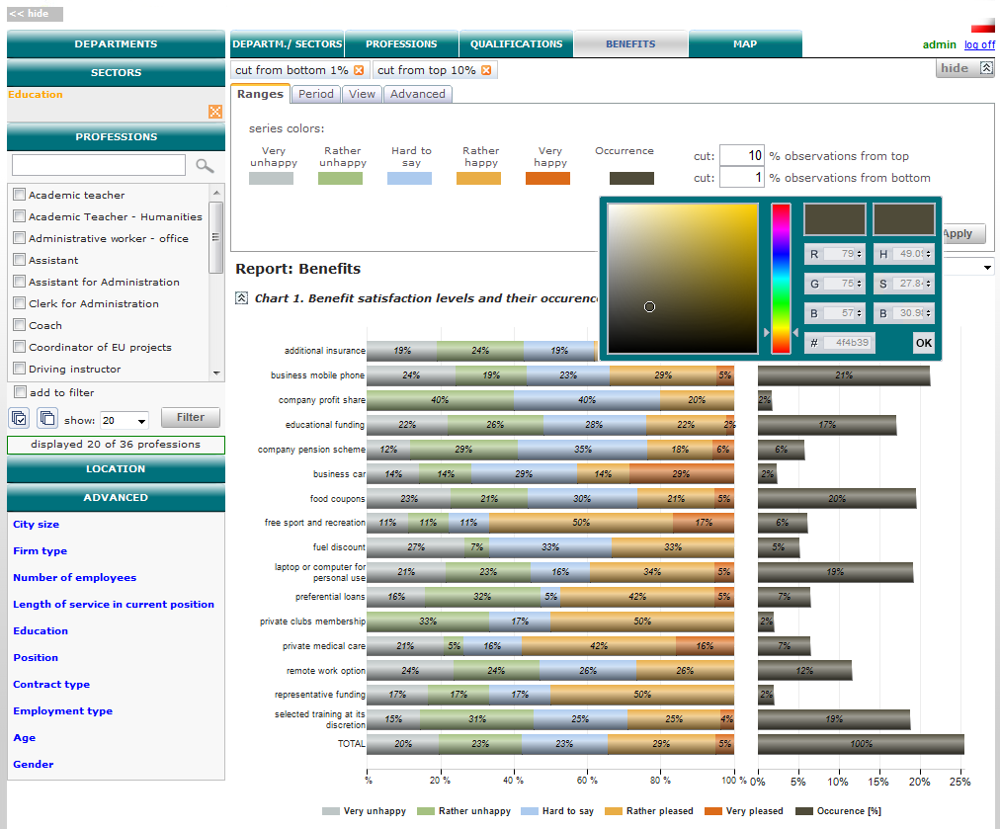 << hide
DEPARTMENTS
SECTORS
Education
PROFESSIONS
Academic teacher
Academic Teacher - Humanities
Administrative worker - office
Assistant
Assistant for Administration
Clerk for Administration
Coach
Coordinator of EU projects
Driving instructor
add to filter
show: 20 Filter
displayed 20 of 36 professions
LOCATION
ADVANCED
City size
Firm type
Number of employees
Length of service in current position
Education
Position
Contract type
Employment type
Age
Gender
DEPARTM./ SECTORS PROFESSIONS QUALIFICATIONS BENEFITS MAP
admin log off
cut from bottom 1% cut from top 10%
hide
Ranges Period View Advanced
series colors:
Very unhappy
Rather unhappy
Hard to say
Rather happy
Very happy
Occurrence
cut: 10 % observations from top
cut: 1 % observations from bottom
Apply
R 79 H 49.09
G 75 S 27.84
B 57 B 30.98
# 4f4b39 OK
Report: Benefits
Chart 1. Benefit satisfaction levels and their occurence
additional insurance 19% 24% 19%
business mobile phone 24% 19% 23% 29% 5% 21%
company profit share 40% 40% 20% 2%
educational funding 22% 26% 28% 22% 2% 17%
company pension scheme 12% 29% 35% 18% 6% 6%
business car 14% 14% 29% 14% 29% 2%
food coupons 23% 21% 30% 21% 5% 20%
free sport and recreation 11% 11% 11% 50% 17% 6%
fuel discount 27% 7% 33% 33% 5%
laptop or computer for
personal use 21% 23% 16% 34% 5% 19%
preferential loans 16% 32% 5% 42% 5% 7%
private clubs membership 33% 17% 50% 2%
private medical care 21% 5% 16% 42% 16% 7%
remote work option 24% 24% 26% 26% 12%
representative funding 17% 17% 17% 50% 2%
selected training at its
discretion 15% 31% 25% 25% 4% 19%
TOTAL 20% 23% 23% 29% 5% 100%
% 20 % 40 % 60 % 80 % 100 % 0% 5% 10% 15% 20% 25%
Very unhappy Rather unhappy Hard to say Rather pleased Very pleased Occurence [%]